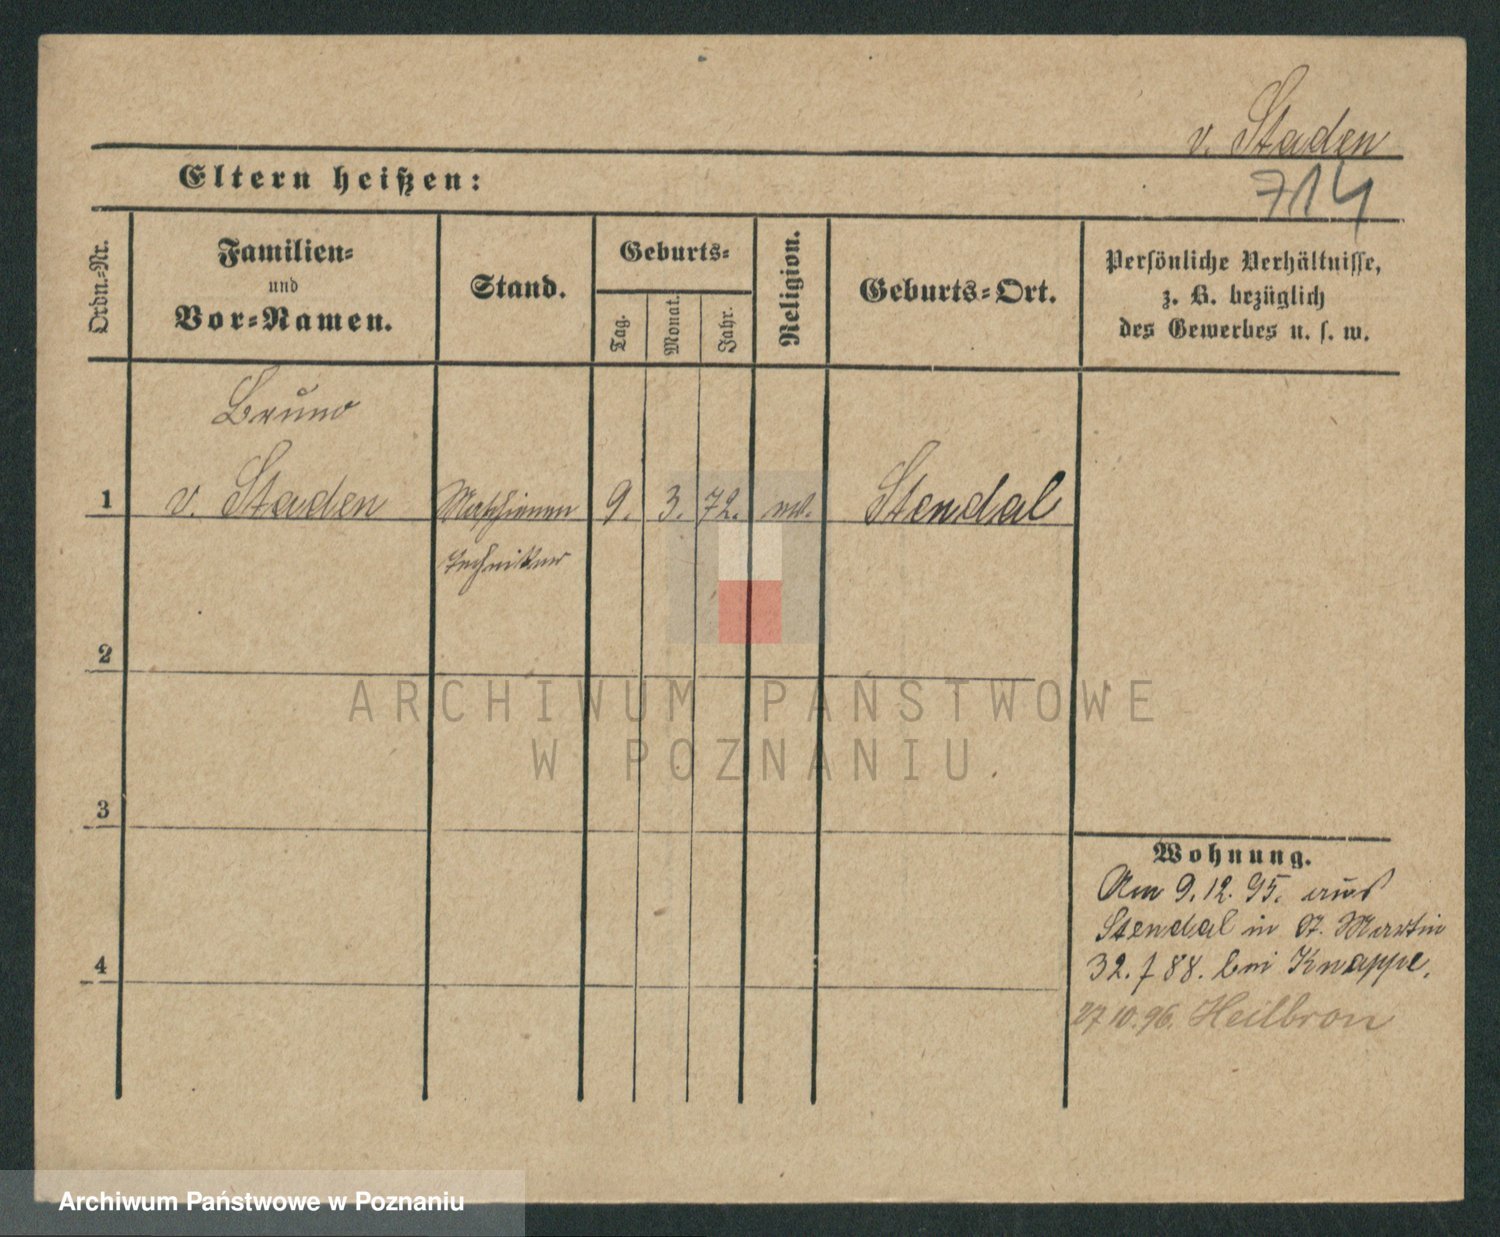 v. Staden
Eltern heißen:
714
Ordn.-Nr.
Familien-
und
Vor-Namen.
Stand.
Geburts-
Tag.
Monat.
Jahr.
Religion.
Geburts-Ort.
Persönliche Verhältnisse,
z. B. bezüglich
des Gewerbes u. s. w.
Bruno
1 v. Staden Maschienen 9. 3. 72. ev. Stendal
techniker
2
ARCHIWUM PAŃSTWOWE
W POZNANIU
3
Wohnung.
Am 9. 12. 95. aus
Stendal in St. Martin
32. f 88. bei Knappe.
4
27 10. 96. Heilbron
Archiwum Państwowe w Poznaniu